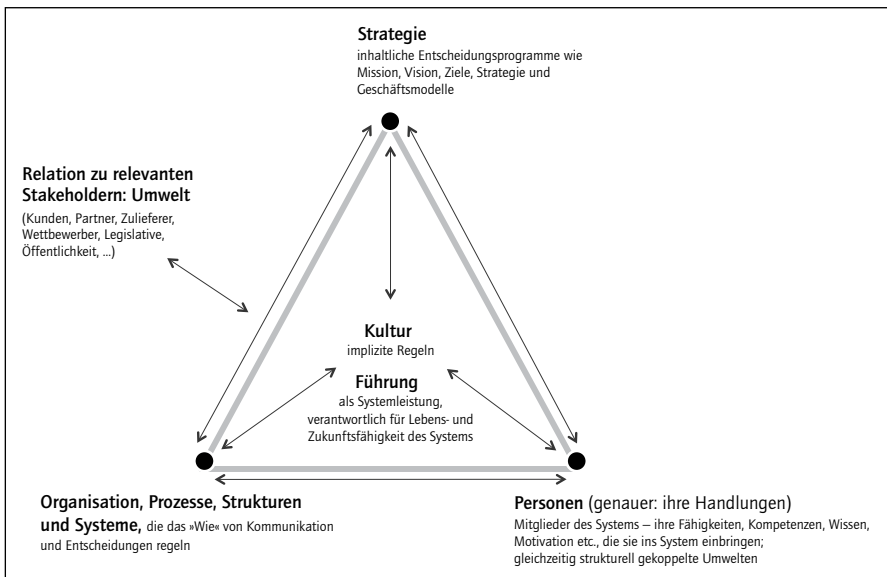 Strategie
inhaltliche Entscheidungsprogramme wie
Mission, Vision, Ziele, Strategie und
Geschäftsmodelle
Relation zu relevanten
Stakeholdern: Umwelt
(Kunden, Partner, Zulieferer,
Wettbewerber, Legislative,
Öffentlichkeit, ...)
Kultur
implizite Regeln
Führung
als Systemleistung,
verantwortlich für Lebens- und
Zukunftsfähigkeit des Systems
Organisation, Prozesse, Strukturen
und Systeme, die das »Wie« von Kommunikation
und Entscheidungen regeln
Personen (genauer: ihre Handlungen)
Mitglieder des Systems – ihre Fähigkeiten, Kompetenzen, Wissen,
Motivation etc., die sie ins System einbringen;
gleichzeitig strukturell gekoppelte Umwelten